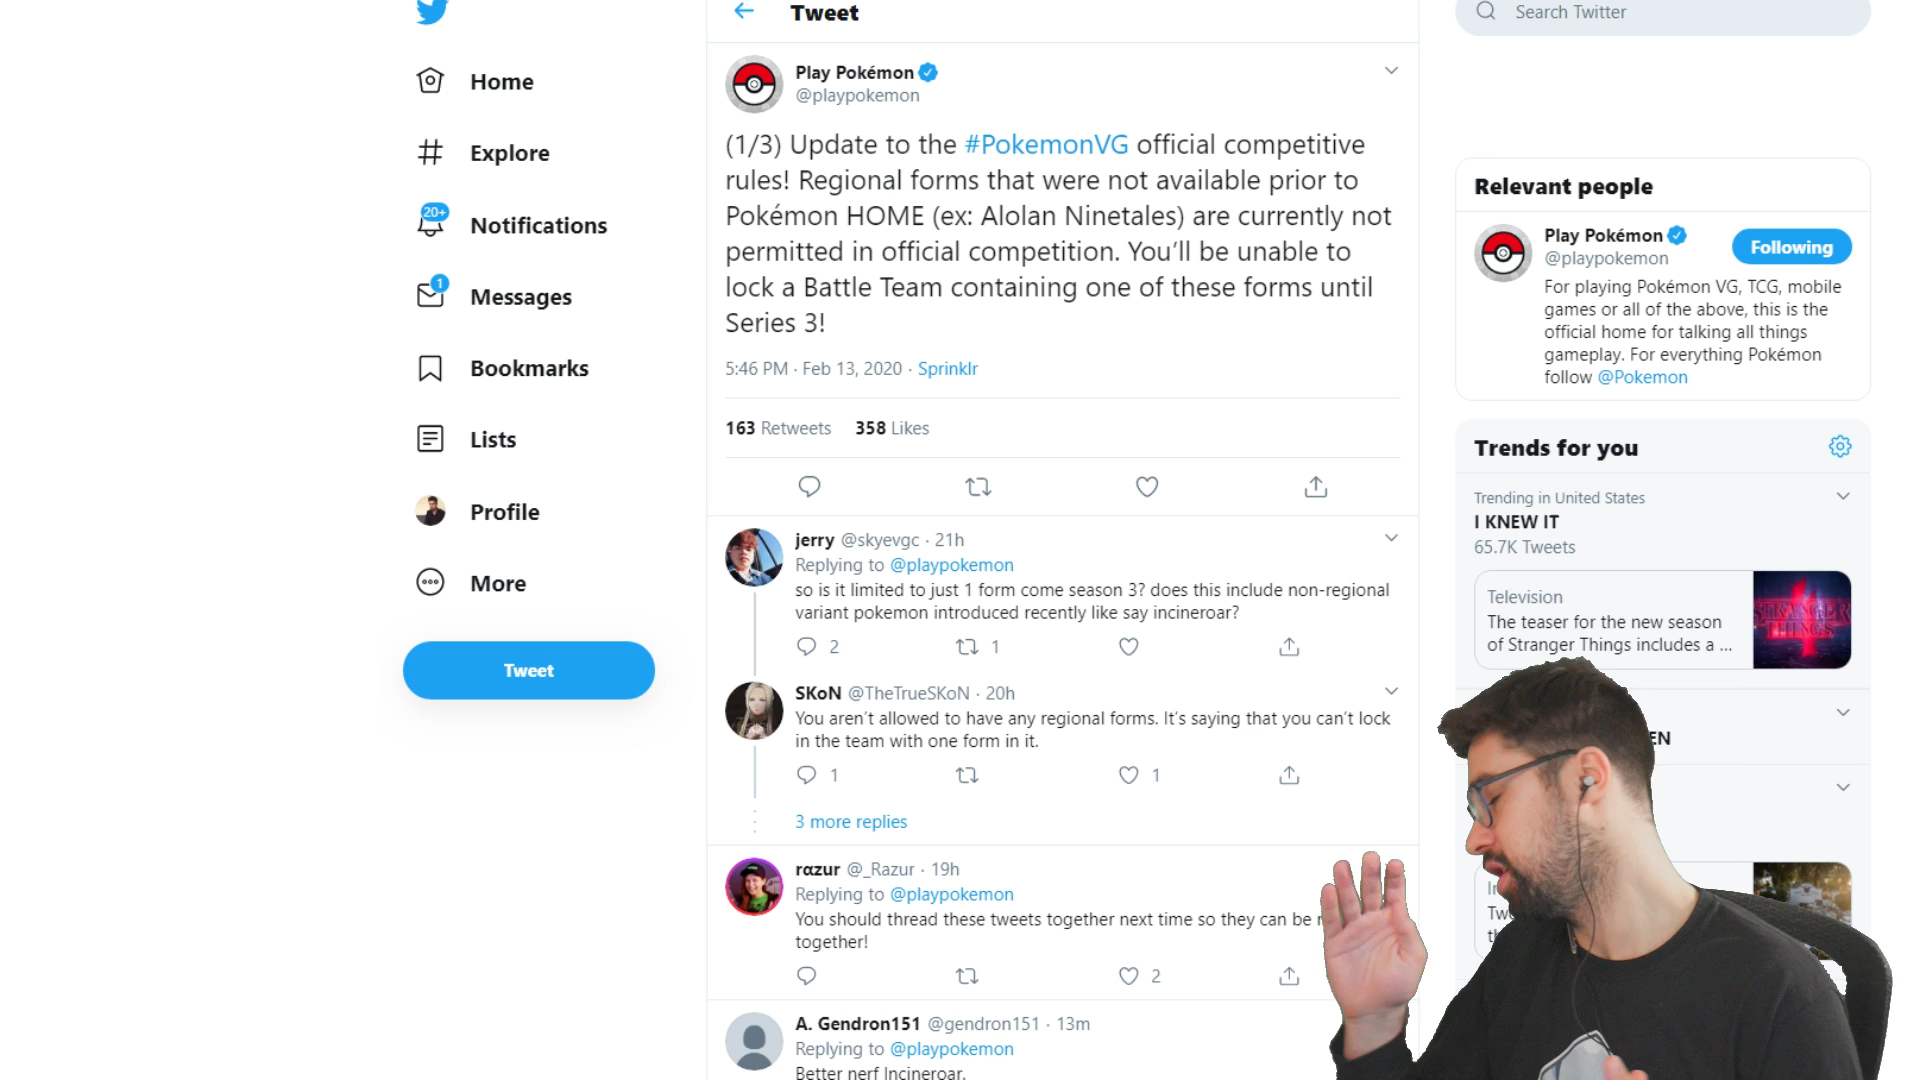 Tweet
Search Twitter
Home
Explore
20+
Notifications
1
Messages
Bookmarks
Lists
Profile
More
Tweet
Play Pokémon
@playpokemon
(1/3) Update to the #PokemonVG official competitive
rules! Regional forms that were not available prior to
Pokémon HOME (ex: Alolan Ninetales) are currently not
permitted in official competition. You'll be unable to
lock a Battle Team containing one of these forms until
Series 3!
5:46 PM · Feb 13, 2020 · Sprinklr
163 Retweets 358 Likes
jerry @skyevgc · 21h
Replying to @playpokemon
so is it limited to just 1 form come season 3? does this include non-regional
variant pokemon introduced recently like say incineroar?
2 1
SKoN @TheTrueSKoN · 20h
You aren't allowed to have any regional forms. It's saying that you can't lock
in the team with one form in it.
1 1
3 more replies
rαzur @_Razur · 19h
Replying to @playpokemon
You should thread these tweets together next time so they can be
together!
2
A. Gendron151 @gendron151 · 13m
Replying to @playpokemon
Better nerf Incineroar.
Relevant people
Play Pokémon
Following
@playpokemon
For playing Pokémon VG, TCG, mobile
games or all of the above, this is the
official home for talking all things
gameplay. For everything Pokémon
follow @Pokemon
Trends for you
Trending in United States
I KNEW IT
65.7K Tweets
Television
The teaser for the new season
of Stranger Things includes a ...
STRANGER
THINGS